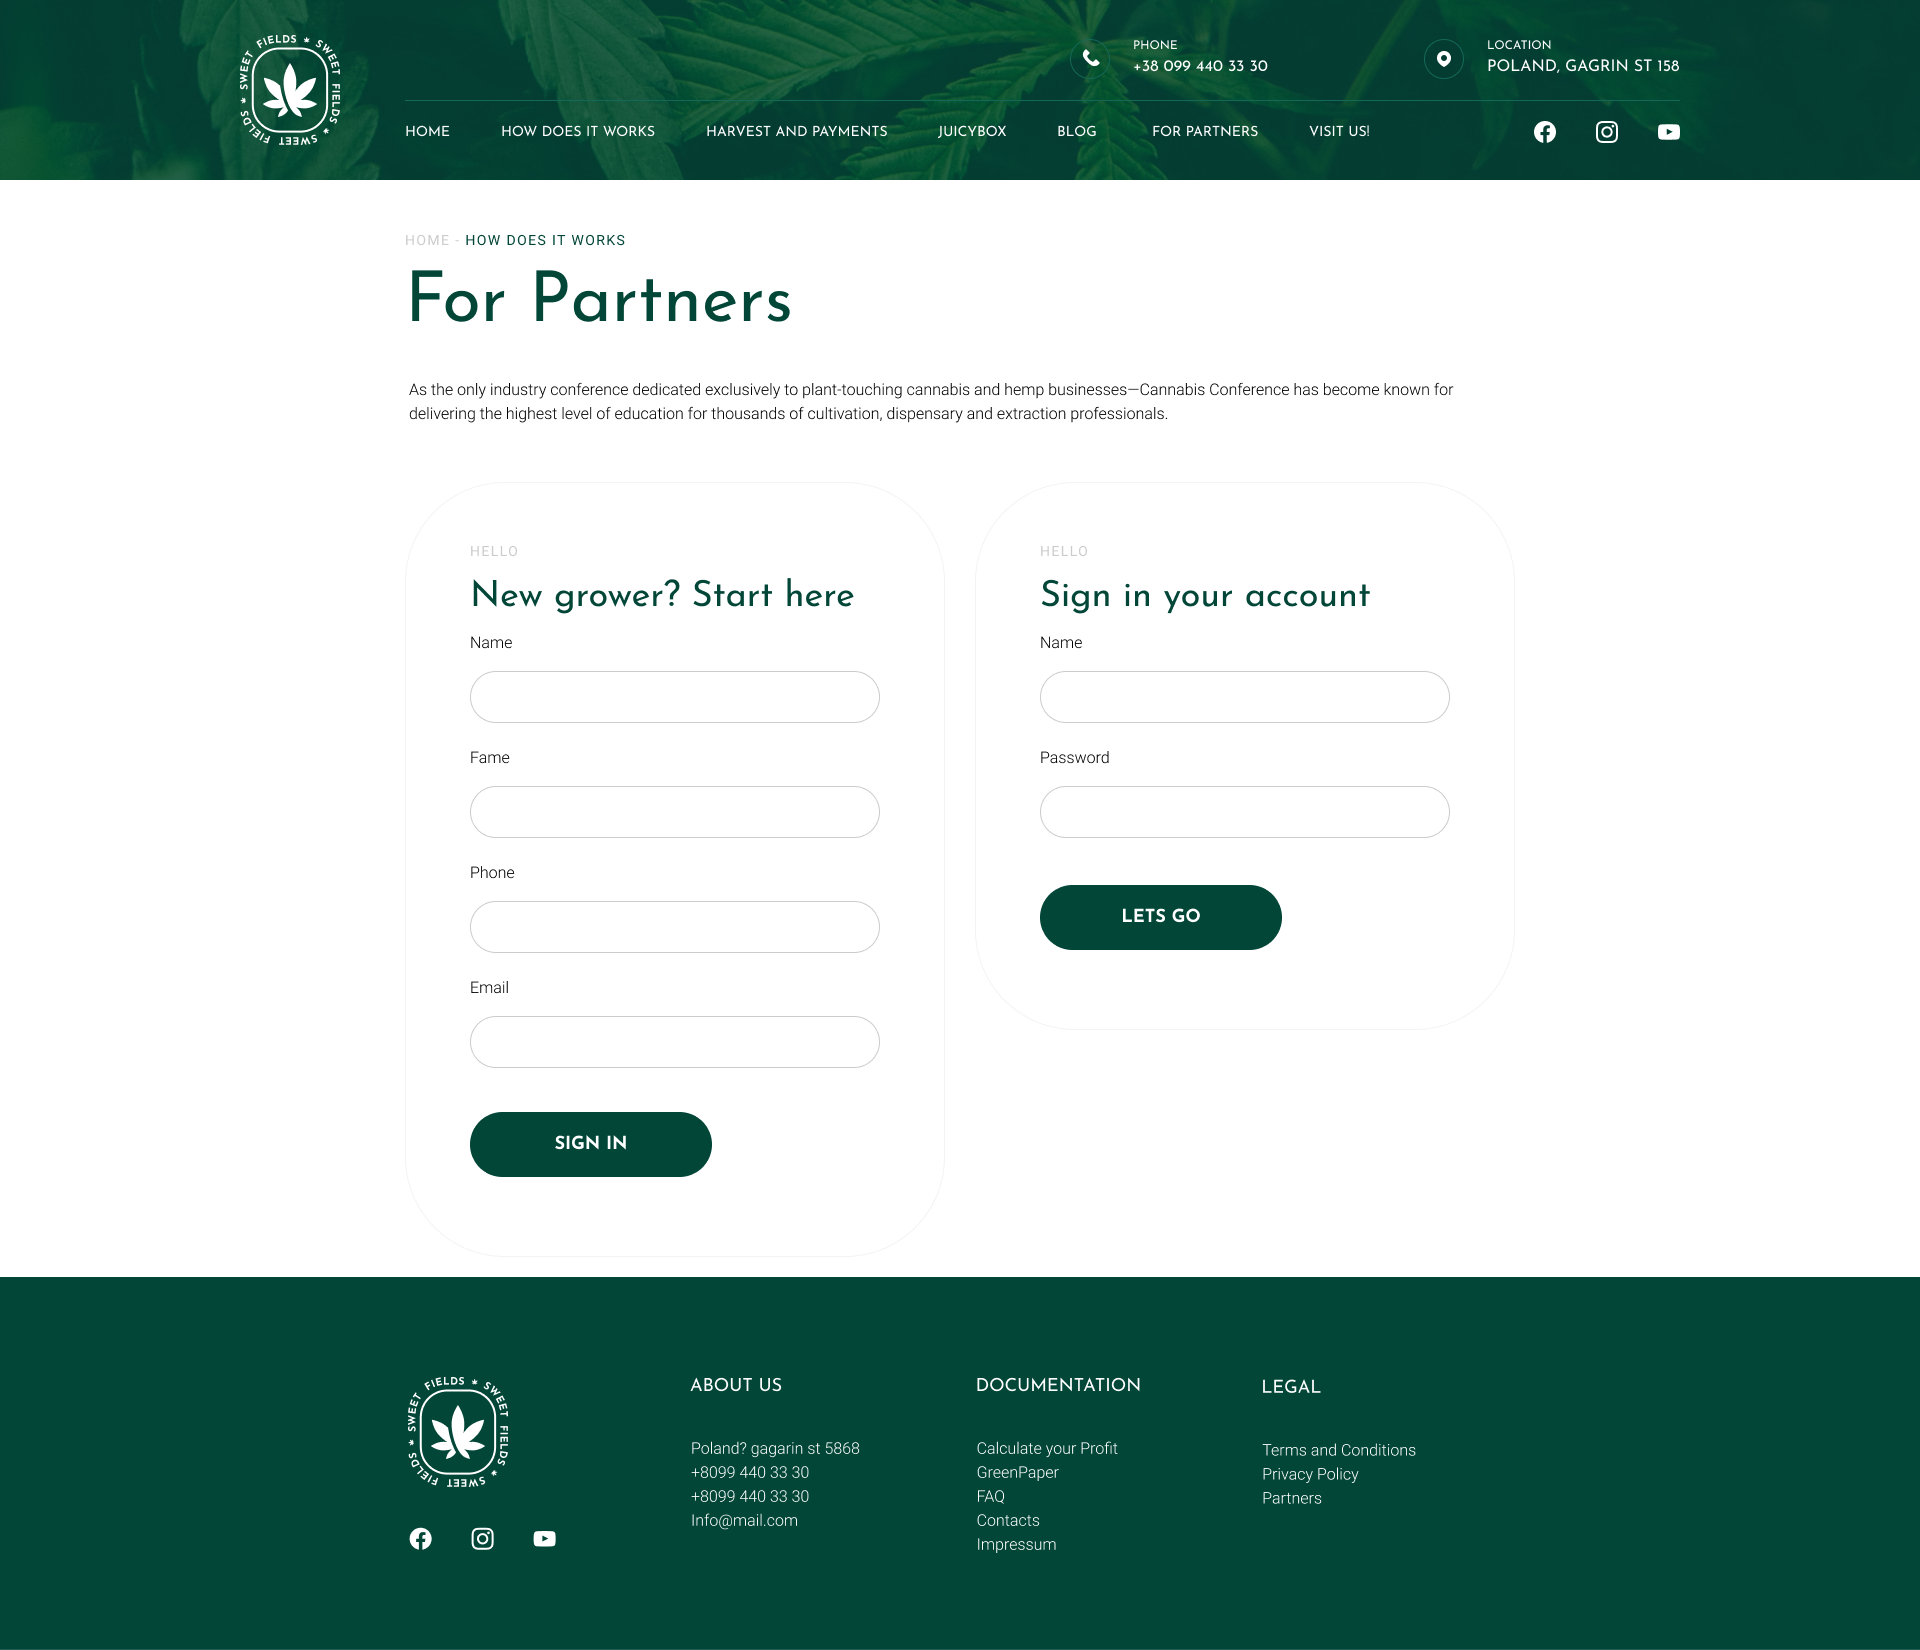 SWEET FIELDS * SWEET FIELDS * SWEET FIELDS *
PHONE
+38 099 440 33 30
LOCATION
POLAND, GAGRIN ST 158
HOME HOW DOES IT WORKS HARVEST AND PAYMENTS JUICYBOX BLOG FOR PARTNERS VISIT US!
HOME - HOW DOES IT WORKS
For Partners
As the only industry conference dedicated exclusively to plant-touching cannabis and hemp businesses—Cannabis Conference has become known for
delivering the highest level of education for thousands of cultivation, dispensary and extraction professionals.
HELLO
New grower? Start here
Name
Fame
Phone
Email
SIGN IN
HELLO
Sign in your account
Name
Password
LETS GO
SWEET FIELDS * SWEET FIELDS * SWEET FIELDS *
ABOUT US
Poland? gagarin st 5868
+8099 440 33 30
+8099 440 33 30
Info@mail.com
DOCUMENTATION
Calculate your Profit
GreenPaper
FAQ
Contacts
Impressum
LEGAL
Terms and Conditions
Privacy Policy
Partners